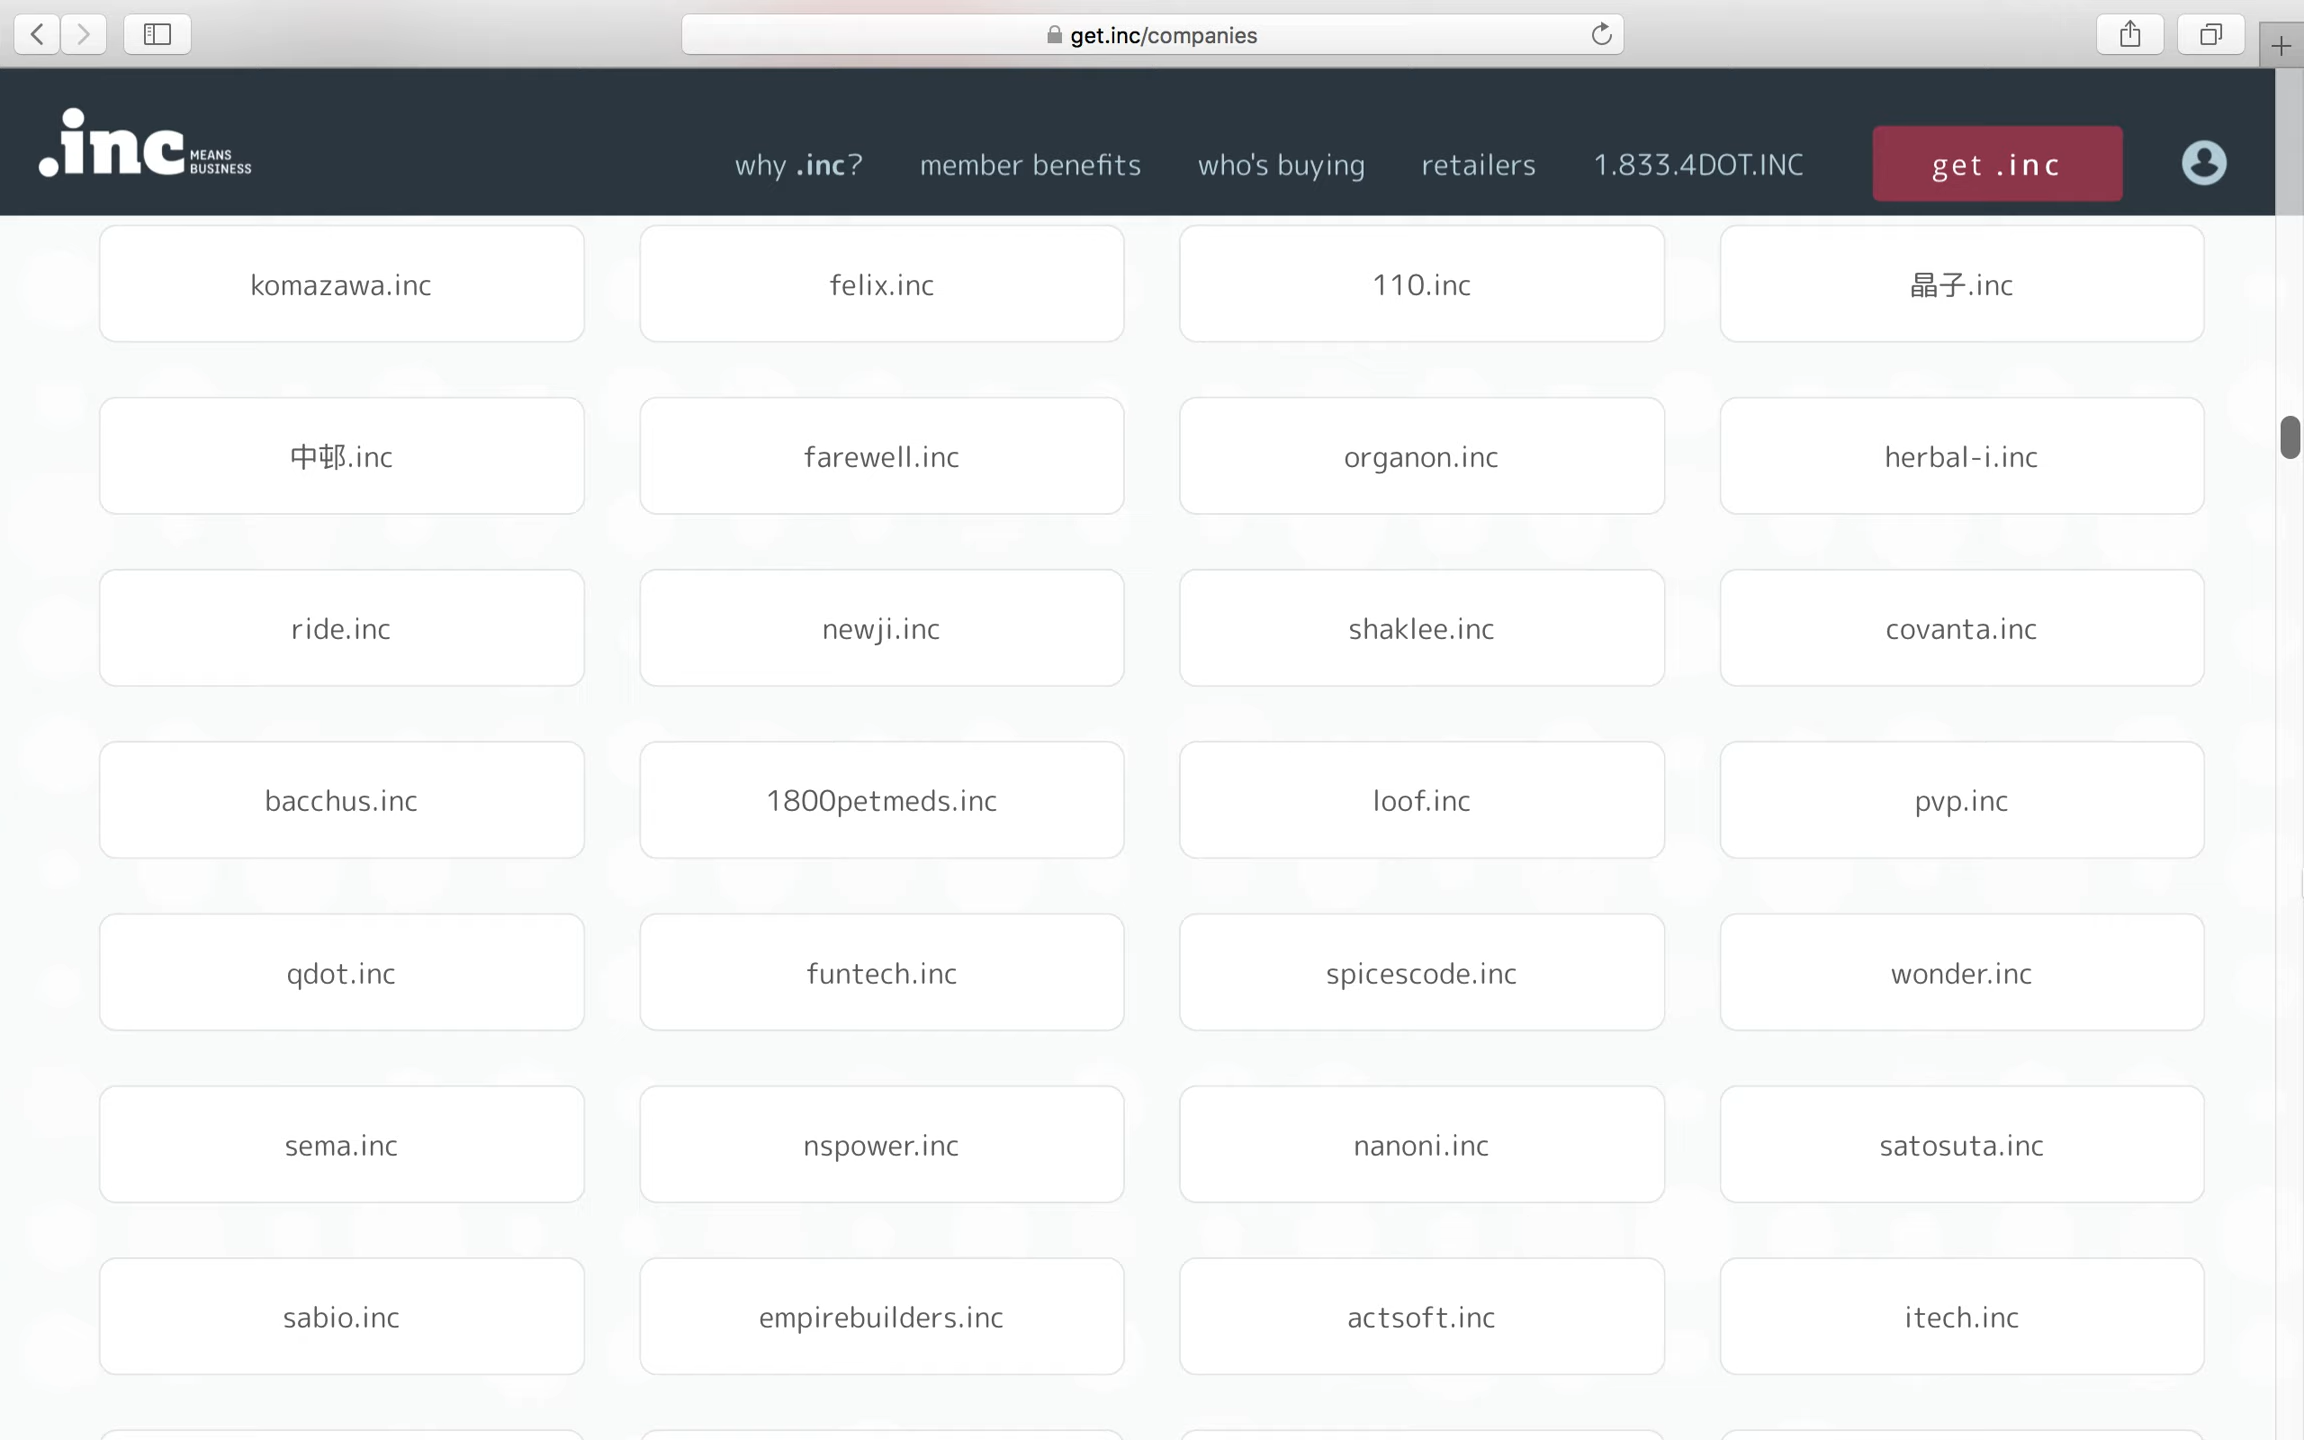 get.inc/companies
.inc MEANS BUSINESS
why .inc?
member benefits
who's buying
retailers
1.833.4DOT.INC
get .inc
komazawa.inc
felix.inc
110.inc
晶子.inc
中邨.inc
farewell.inc
organon.inc
herbal-i.inc
ride.inc
newji.inc
shaklee.inc
covanta.inc
bacchus.inc
1800petmeds.inc
loof.inc
pvp.inc
qdot.inc
funtech.inc
spicescode.inc
wonder.inc
sema.inc
nspower.inc
nanoni.inc
satosuta.inc
sabio.inc
empirebuilders.inc
actsoft.inc
itech.inc